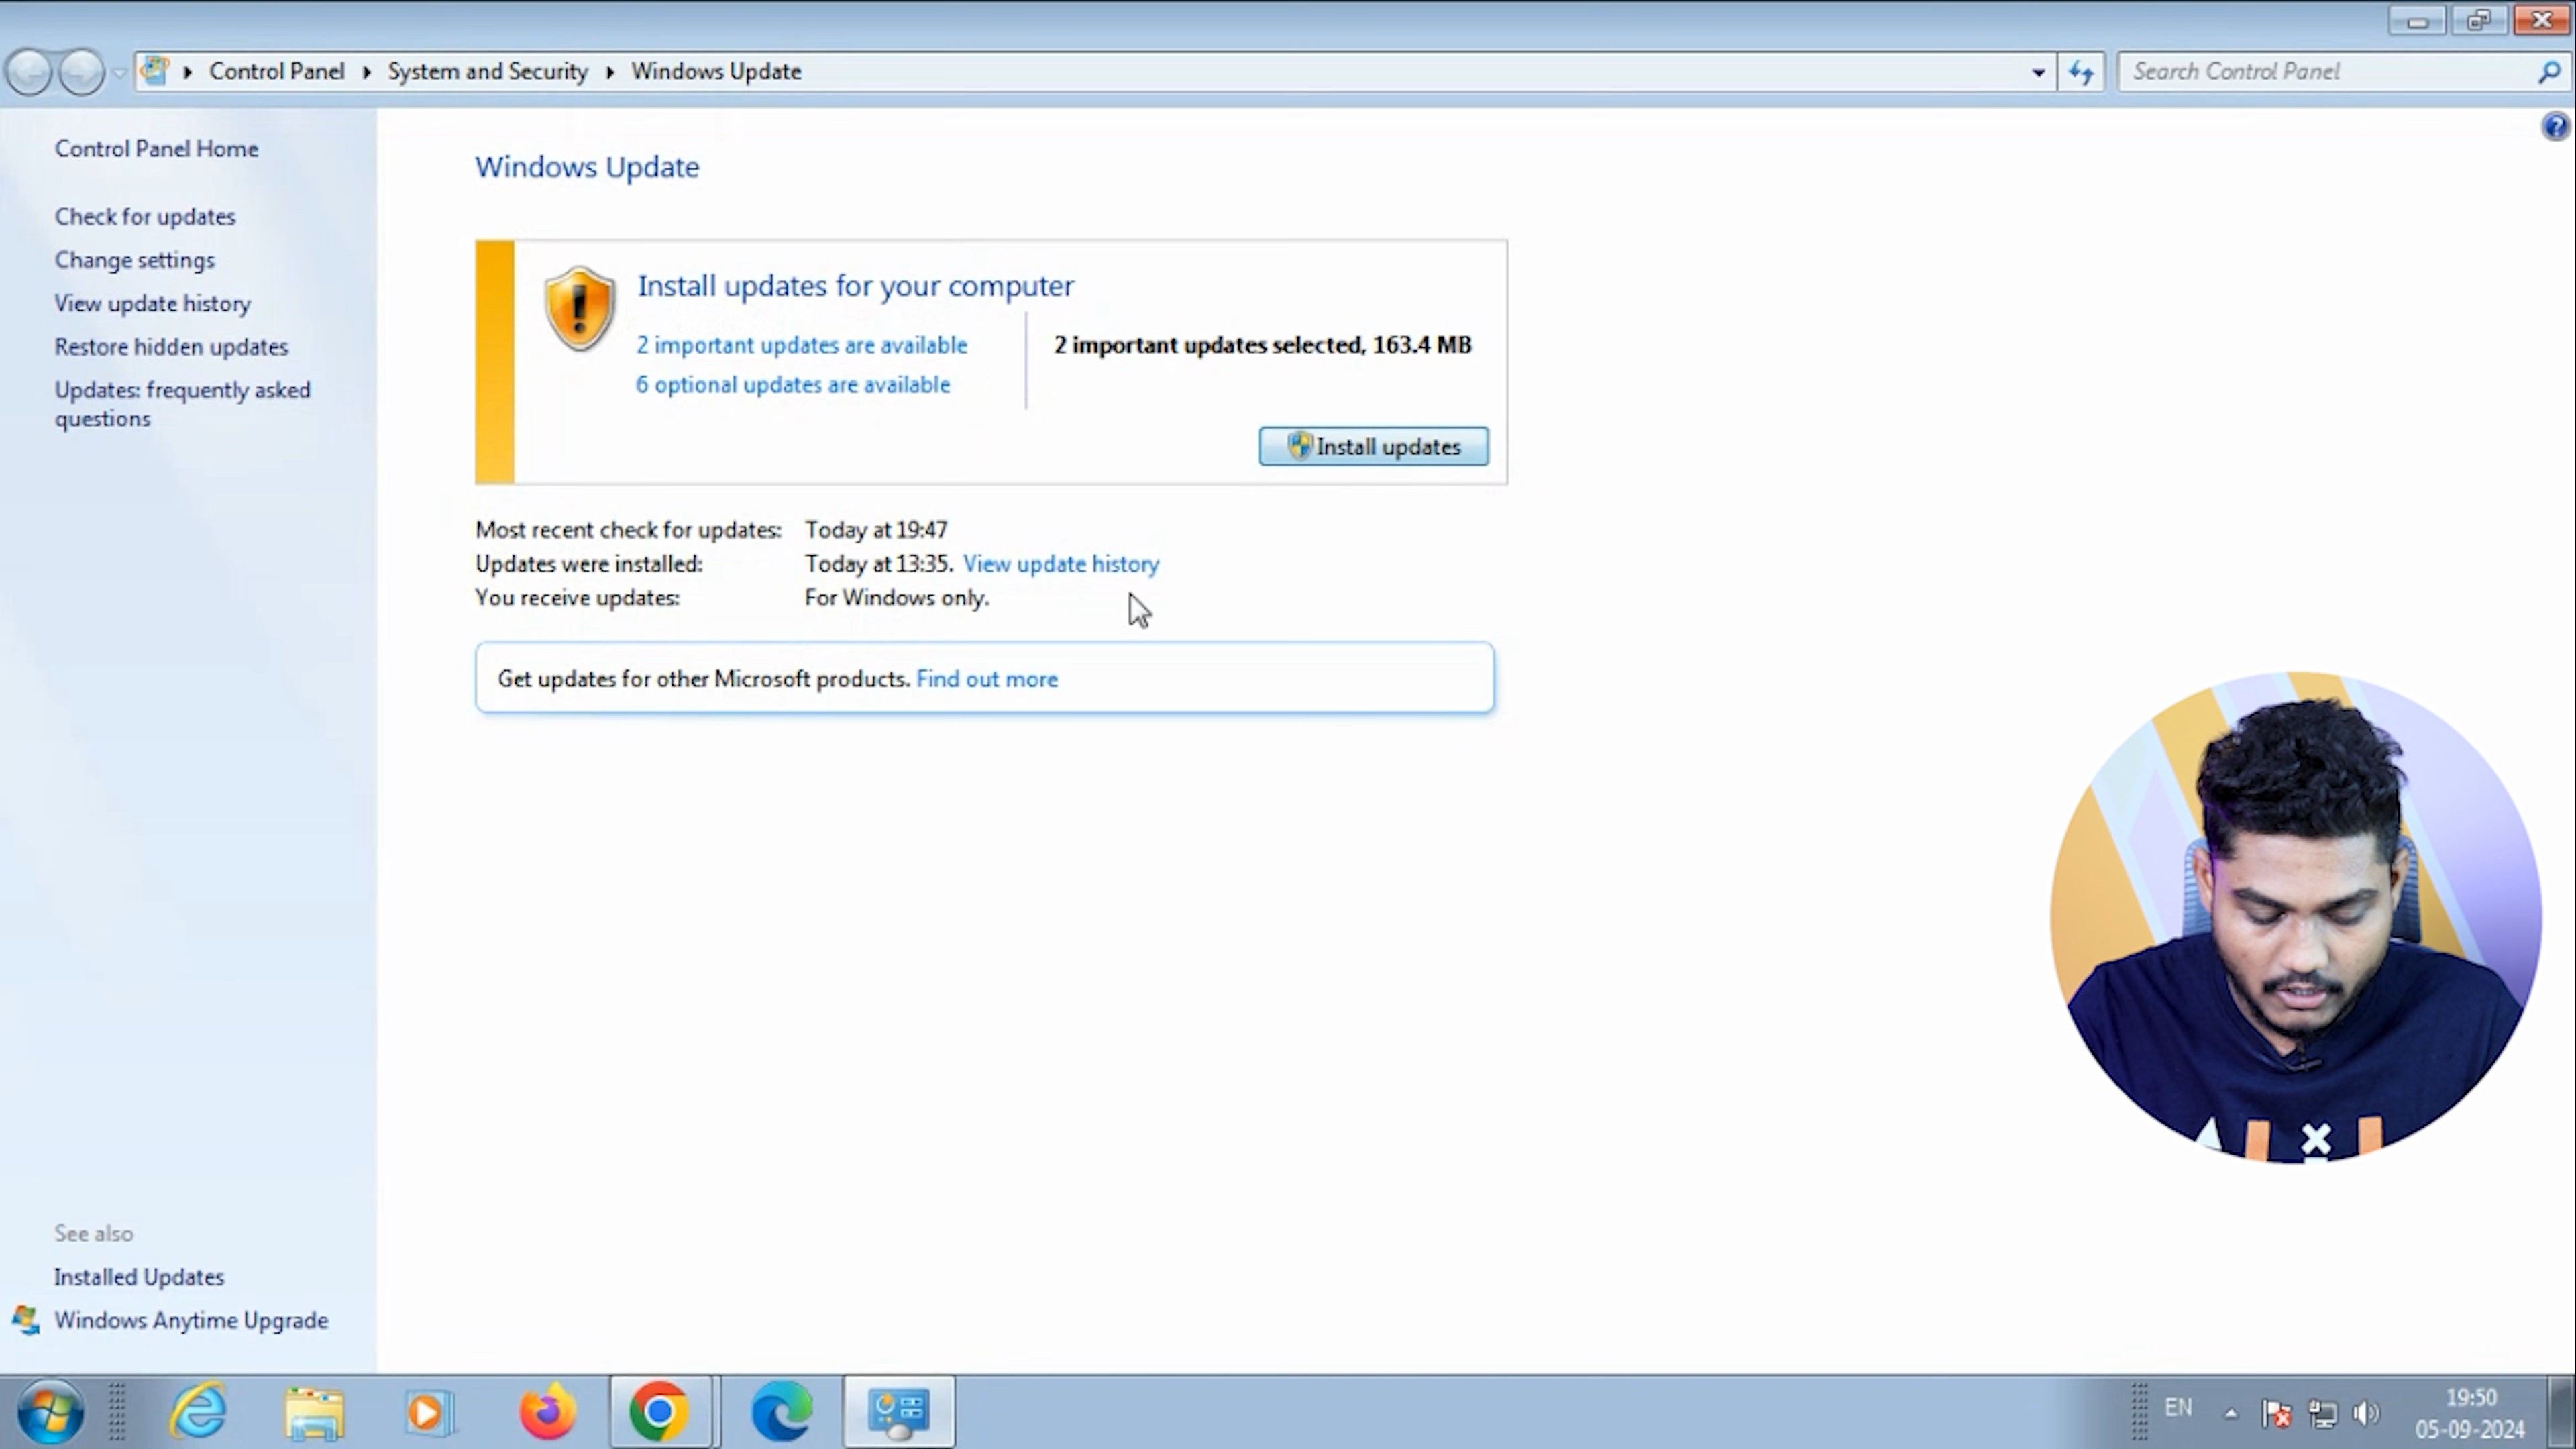 Control Panel ▸ System and Security ▸ Windows Update
Search Control Panel
Control Panel Home
Check for updates
Change settings
View update history
Restore hidden updates
Updates: frequently asked
questions
Windows Update
Install updates for your computer
2 important updates are available
6 optional updates are available
2 important updates selected, 163.4 MB
Install updates
Most recent check for updates: Today at 19:47
Updates were installed: Today at 13:35. View update history
You receive updates: For Windows only.
Get updates for other Microsoft products. Find out more
See also
Installed Updates
Windows Anytime Upgrade
EN
19:50
05-09-2024